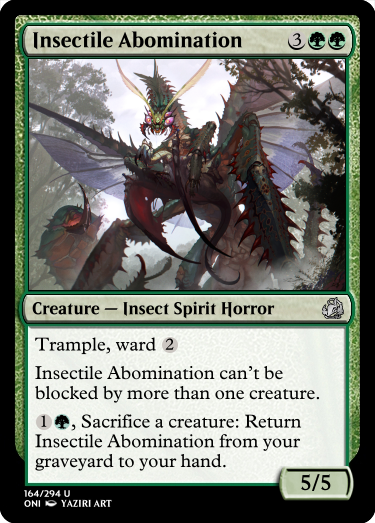 Insectile Abomination 3
Creature — Insect Spirit Horror
Trample, ward 2
Insectile Abomination can't be
blocked by more than one creature.
1, Sacrifice a creature: Return
Insectile Abomination from your
graveyard to your hand.
5/5
164/294 U
ONI YAZIRI ART